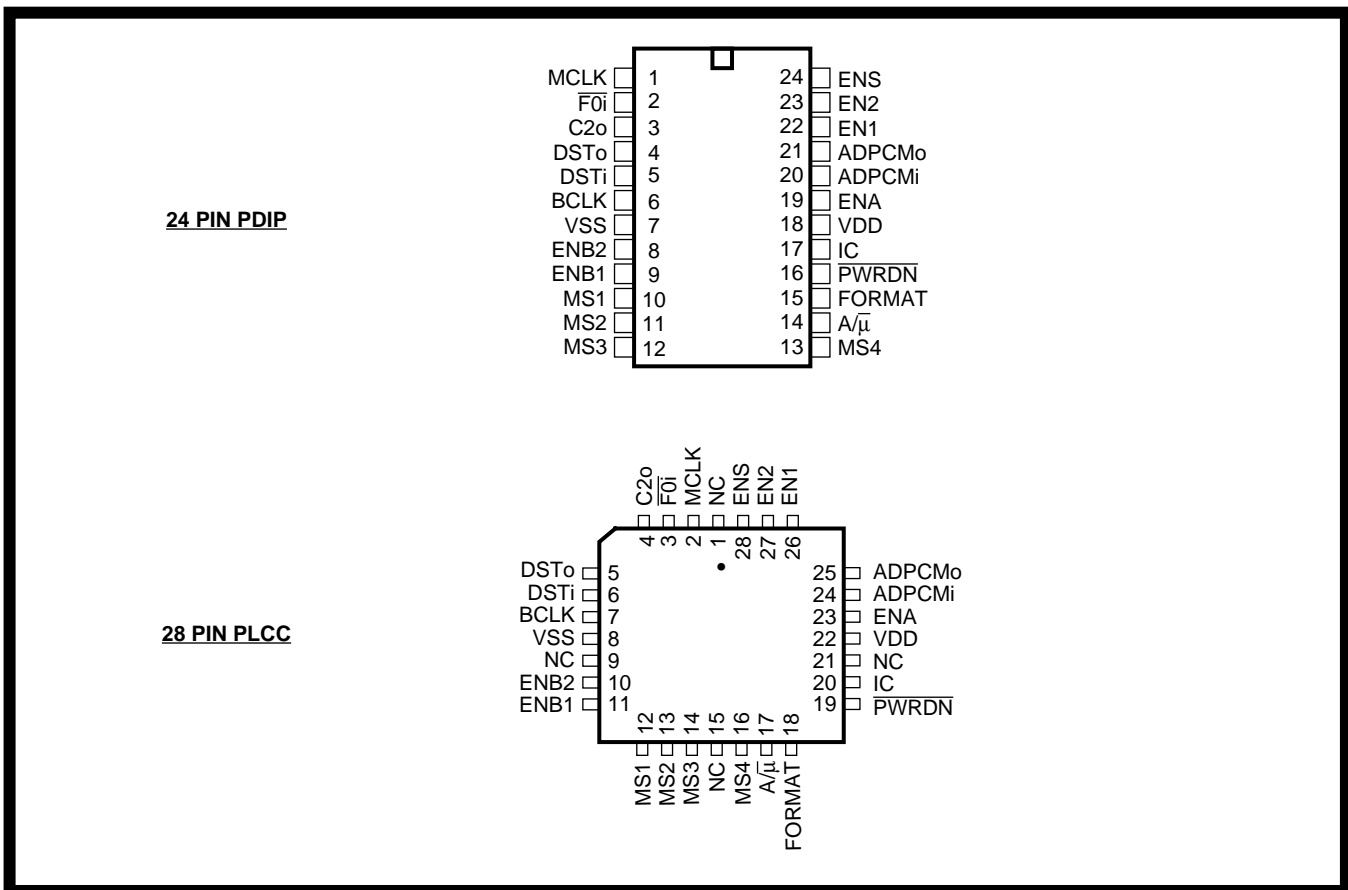 MCLK 1 24 ENS
F̅0̅i̅ 2 23 EN2
C2o 3 22 EN1
DSTo 4 21 ADPCMo
DSTi 5 20 ADPCMi
BCLK 6 19 ENA
VSS 7 18 VDD
ENB2 8 17 IC
ENB1 9 16 P̅W̅R̅D̅N̅
MS1 10 15 FORMAT
MS2 11 14 A/μ̅
MS3 12 13 MS4
24 PIN PDIP
C2o F̅0̅i̅ MCLK NC ENS EN2 EN1
4 3 2 1 28 27 26
DSTo 5 25 ADPCMo
DSTi 6 24 ADPCMi
BCLK 7 23 ENA
VSS 8 22 VDD
NC 9 21 NC
ENB2 10 20 IC
ENB1 11 19 P̅W̅R̅D̅N̅
12 13 14 15 16 17 18
MS1 MS2 MS3 NC MS4 A/μ̅ FORMAT
28 PIN PLCC